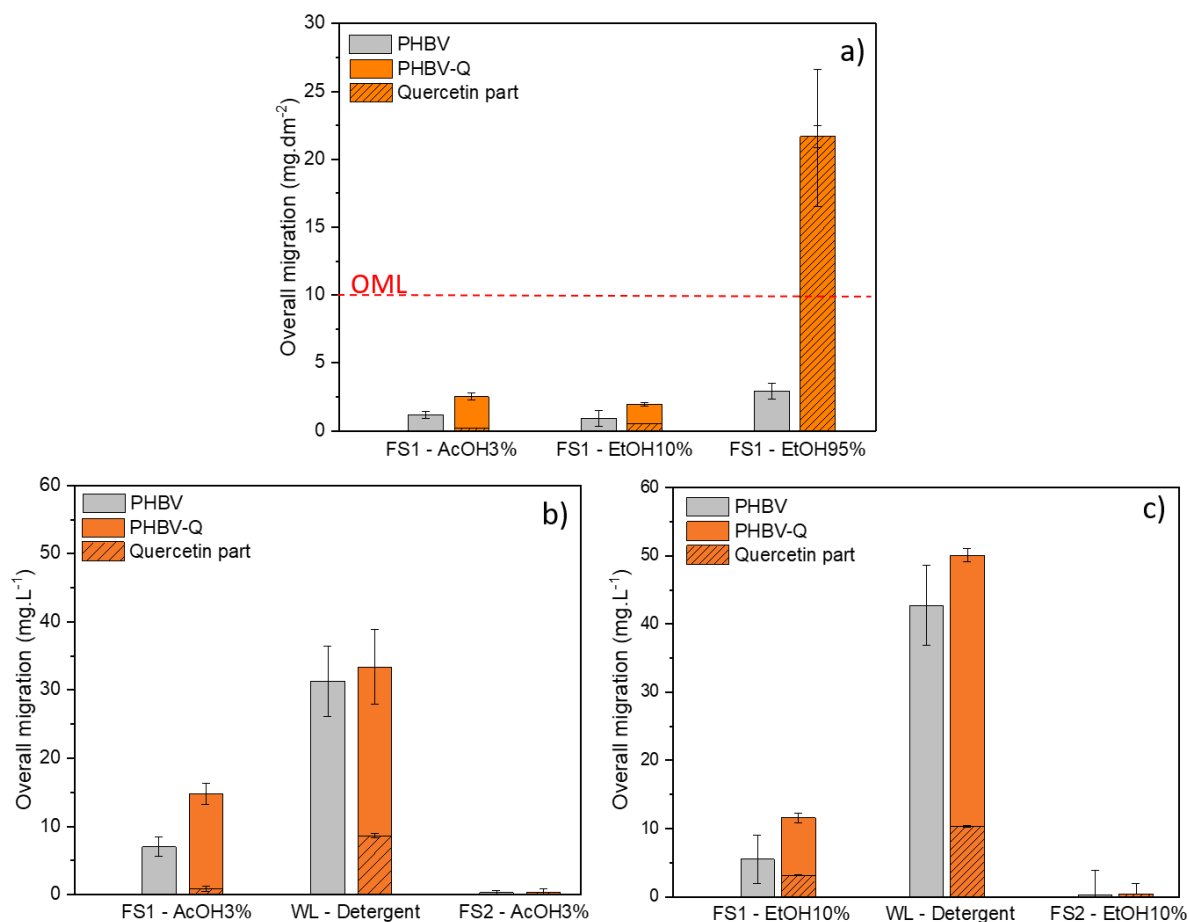 a)
PHBV
PHBV-Q
Quercetin part
Overall migration (mg.dm⁻²)
30
25
20
15
10
5
0
OML
FS1 - AcOH3% FS1 - EtOH10% FS1 - EtOH95%
b)
PHBV
PHBV-Q
Quercetin part
Overall migration (mg.L⁻¹)
60
50
40
30
20
10
0
FS1 - AcOH3% WL - Detergent FS2 - AcOH3%
c)
PHBV
PHBV-Q
Quercetin part
Overall migration (mg.L⁻¹)
60
50
40
30
20
10
0
FS1 - EtOH10% WL - Detergent FS2 - EtOH10%